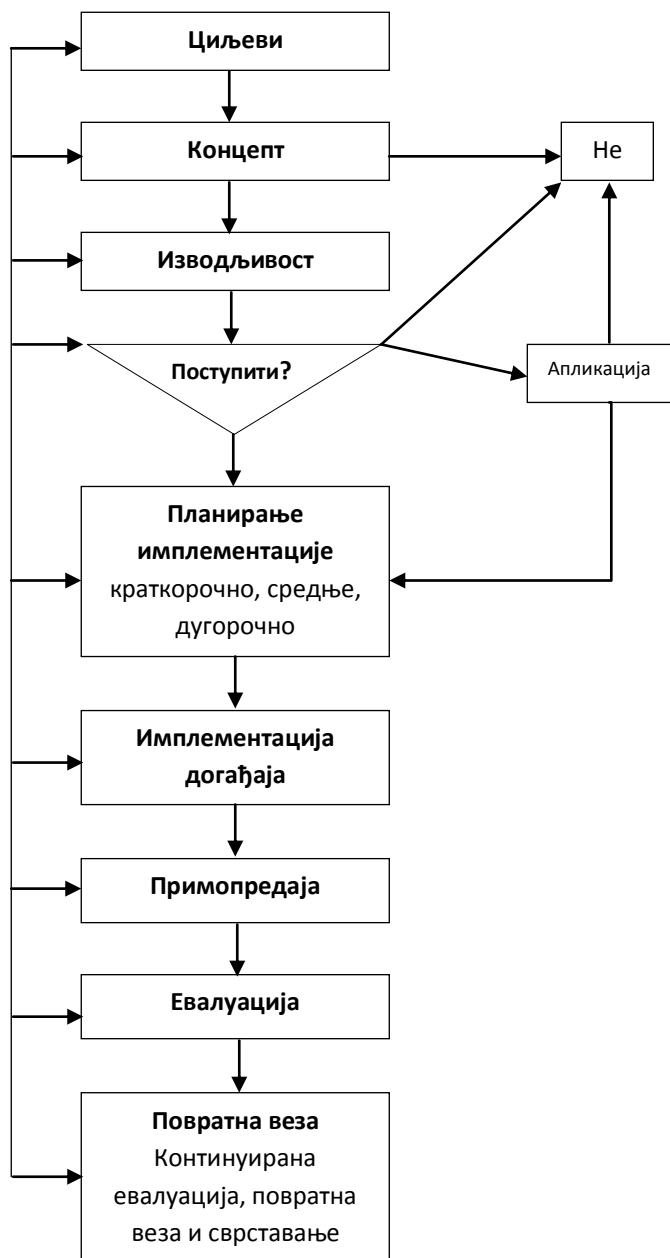 Циљеви
Концепт
Не
Изводљивост
Поступити?
Апликација
Планирање
имплементације
краткорочно, средње,
дугорочно
Имплементација
догађаја
Примопредаја
Евалуација
Повратна веза
Континуирана
евалуација, повратна
веза и сврставање